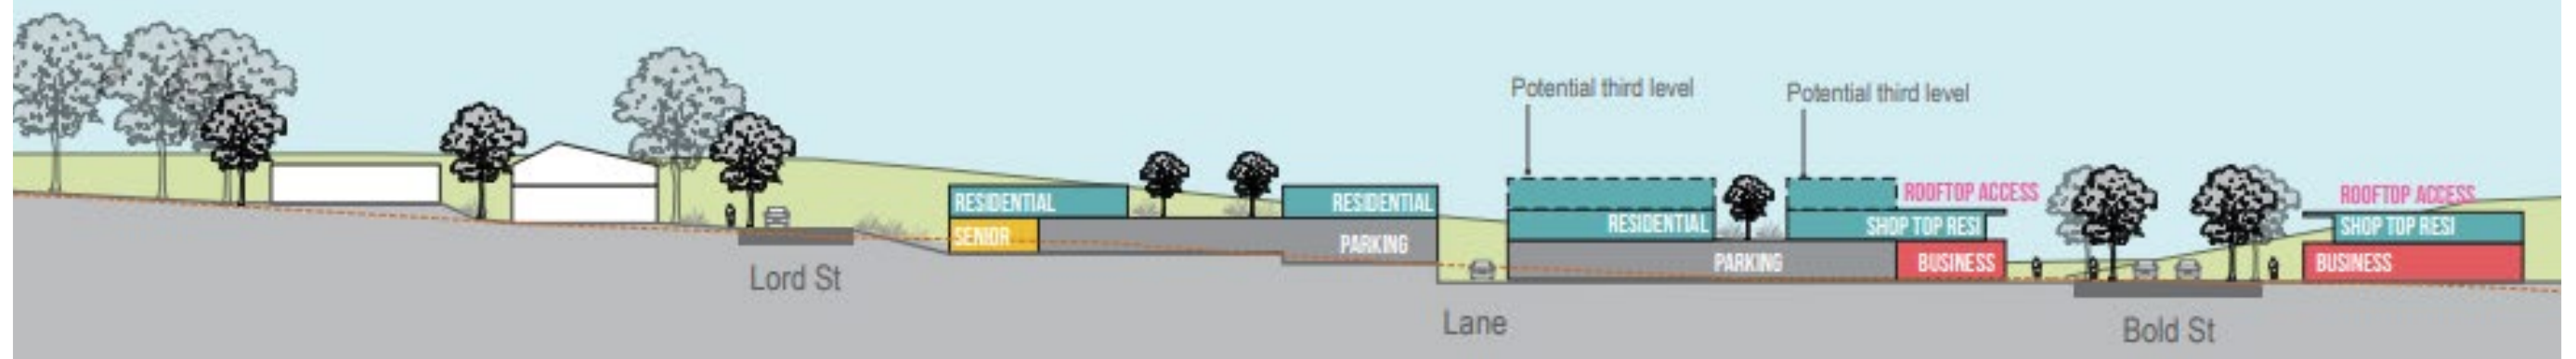 Potential third level
Potential third level
RESIDENTIAL
RESIDENTIAL
ROOFTOP ACCESS
ROOFTOP ACCESS
SENIOR
PARKING
RESIDENTIAL
SHOP TOP RESI
SHOP TOP RESI
PARKING
BUSINESS
BUSINESS
Lord St
Lane
Bold St